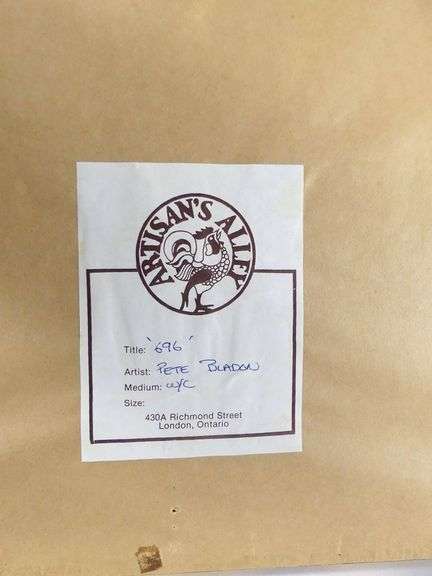 ARTISAN'S ALLEY
Title: '696'
Artist: PETE BLADON
Medium: W/C
Size:
430A Richmond Street
London, Ontario